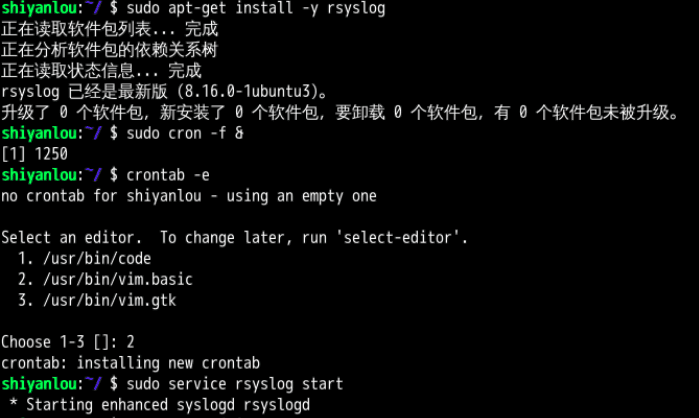 shiyanlou:~/ $ sudo apt-get install -y rsyslog
正在读取软件包列表... 完成
正在分析软件包的依赖关系树
正在读取状态信息... 完成
rsyslog 已经是最新版 (8.16.0-1ubuntu3)。
升级了 0 个软件包，新安装了 0 个软件包，要卸载 0 个软件包，有 0 个软件包未被升级。
shiyanlou:~/ $ sudo cron -f &
[1] 1250
shiyanlou:~/ $ crontab -e
no crontab for shiyanlou - using an empty one
Select an editor.  To change later, run 'select-editor'.
  1. /usr/bin/code
  2. /usr/bin/vim.basic
  3. /usr/bin/vim.gtk
Choose 1-3 []: 2
crontab: installing new crontab
shiyanlou:~/ $ sudo service rsyslog start
 * Starting enhanced syslogd rsyslogd